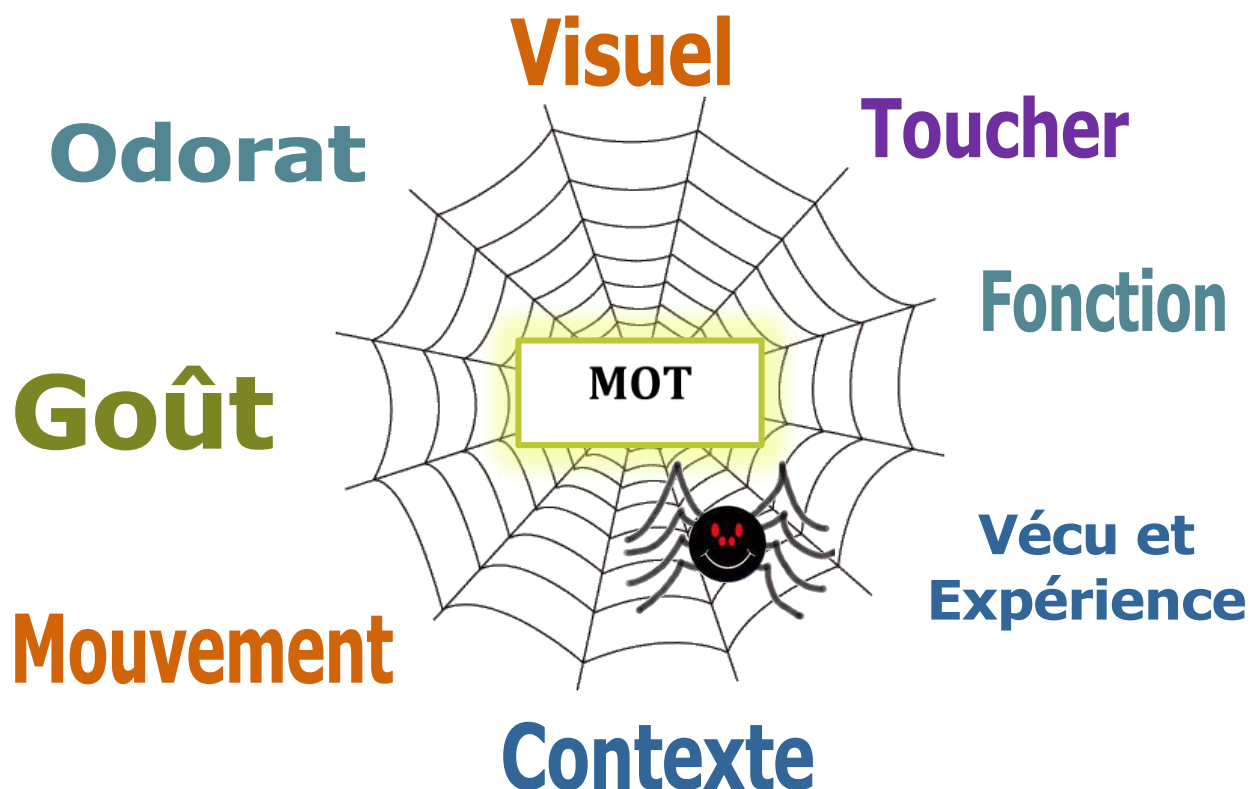 Visuel
Toucher
Odorat
Fonction
MOT
Goût
Vécu et
Expérience
Mouvement
Contexte